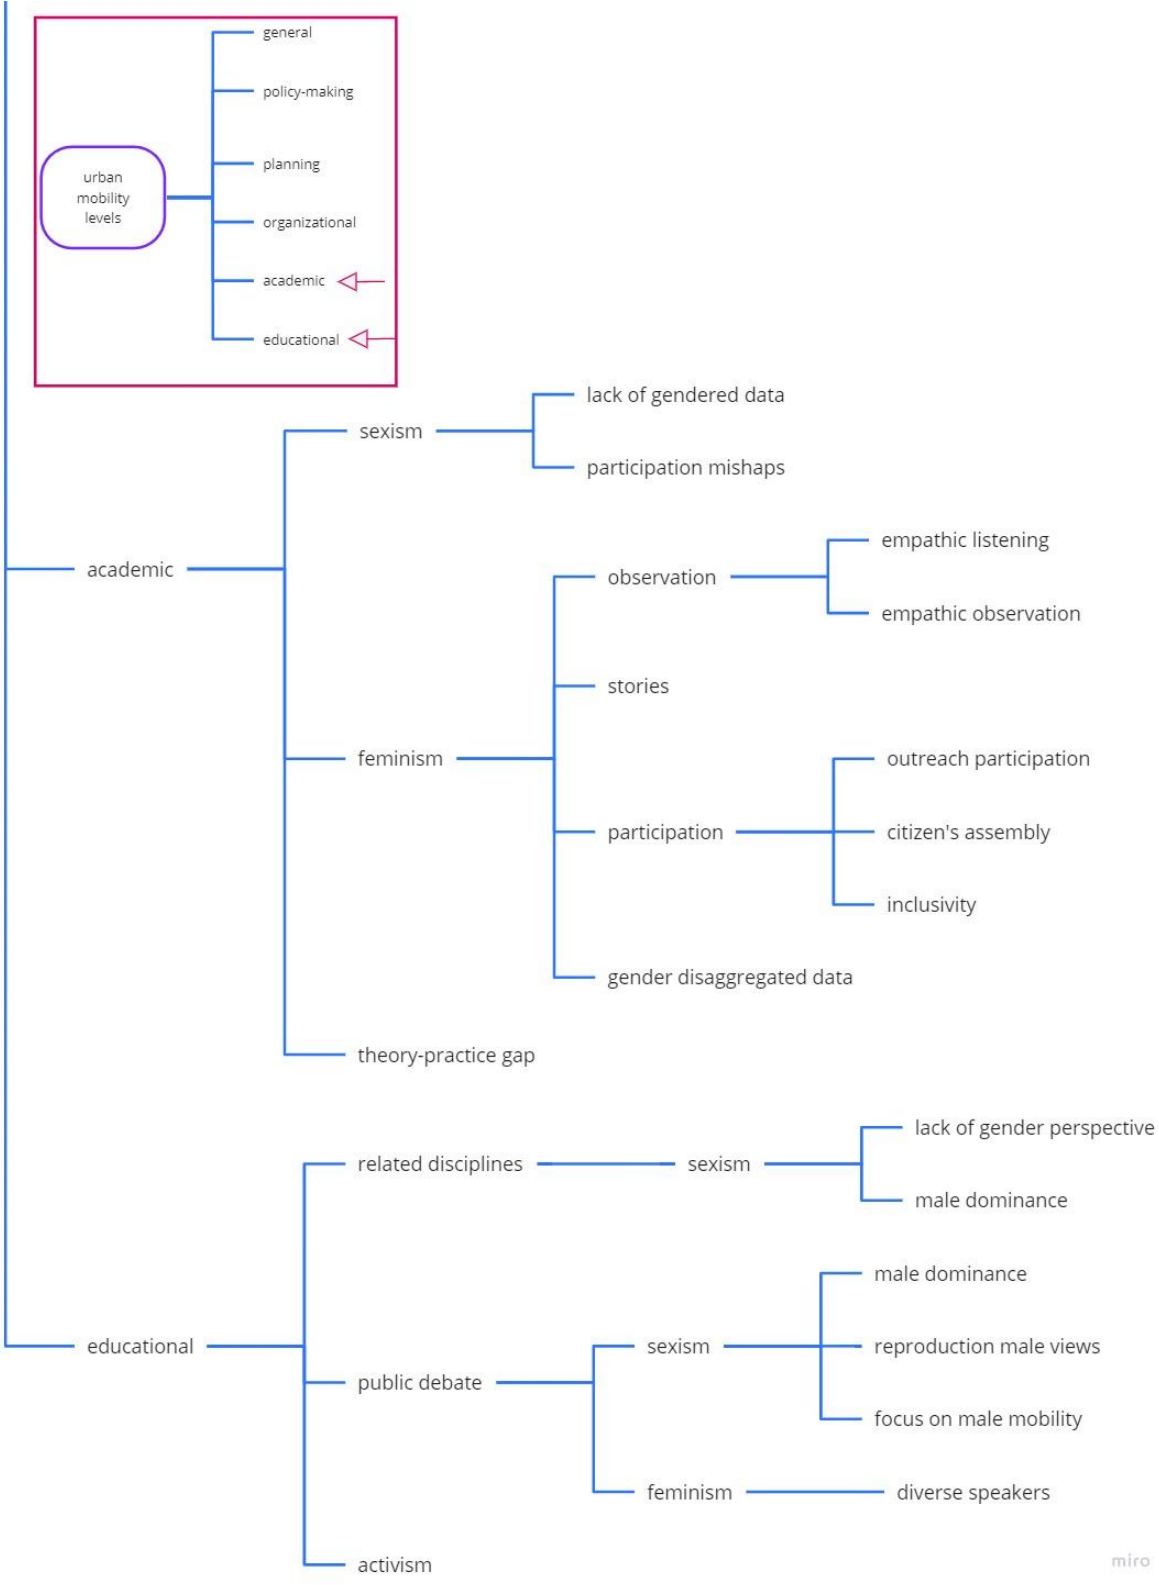 general
policy-making
urban
mobility
levels
planning
organizational
academic
educational
lack of gendered data
sexism
participation mishaps
empathic listening
academic
observation
empathic observation
stories
feminism
outreach participation
participation
citizen's assembly
inclusivity
gender disaggregated data
theory-practice gap
lack of gender perspective
related disciplines
sexism
male dominance
male dominance
educational
sexism
reproduction male views
public debate
focus on male mobility
feminism
diverse speakers
activism
miro